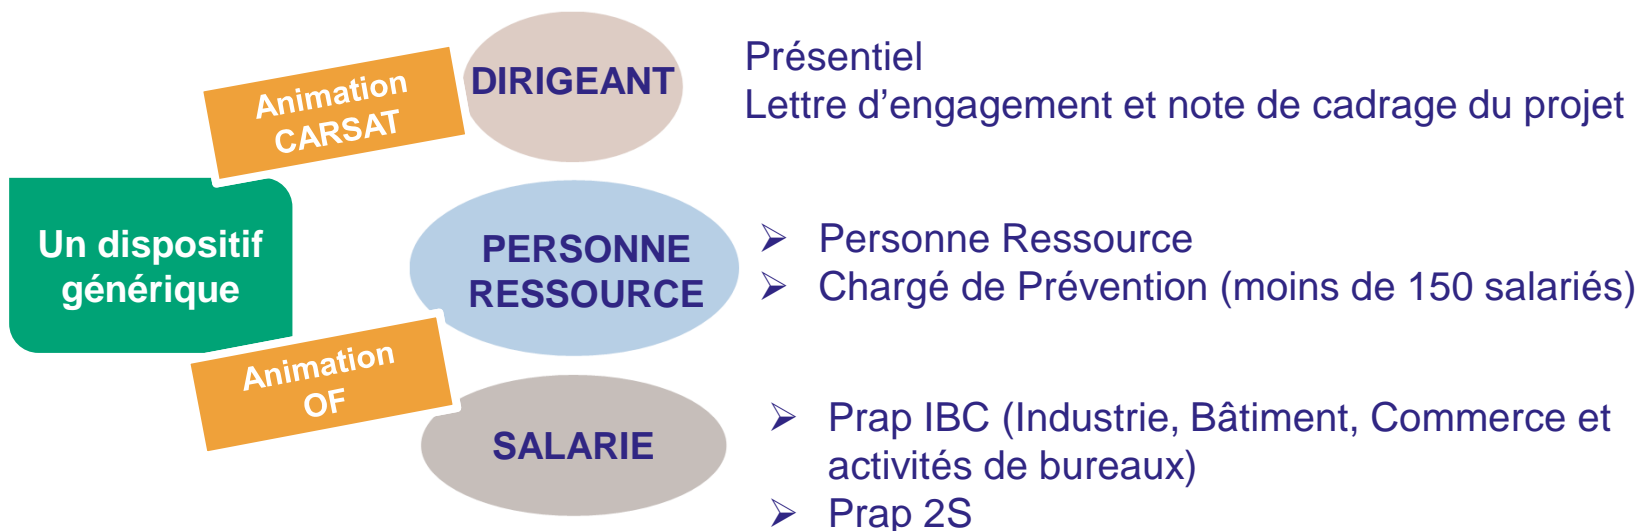 Animation
CARSAT
DIRIGEANT
Présentiel
Lettre d’engagement et note de cadrage du projet
Un dispositif
générique
PERSONNE
RESSOURCE
➢ Personne Ressource
➢ Chargé de Prévention (moins de 150 salariés)
Animation
OF
SALARIE
➢ Prap IBC (Industrie, Bâtiment, Commerce et
activités de bureaux)
➢ Prap 2S